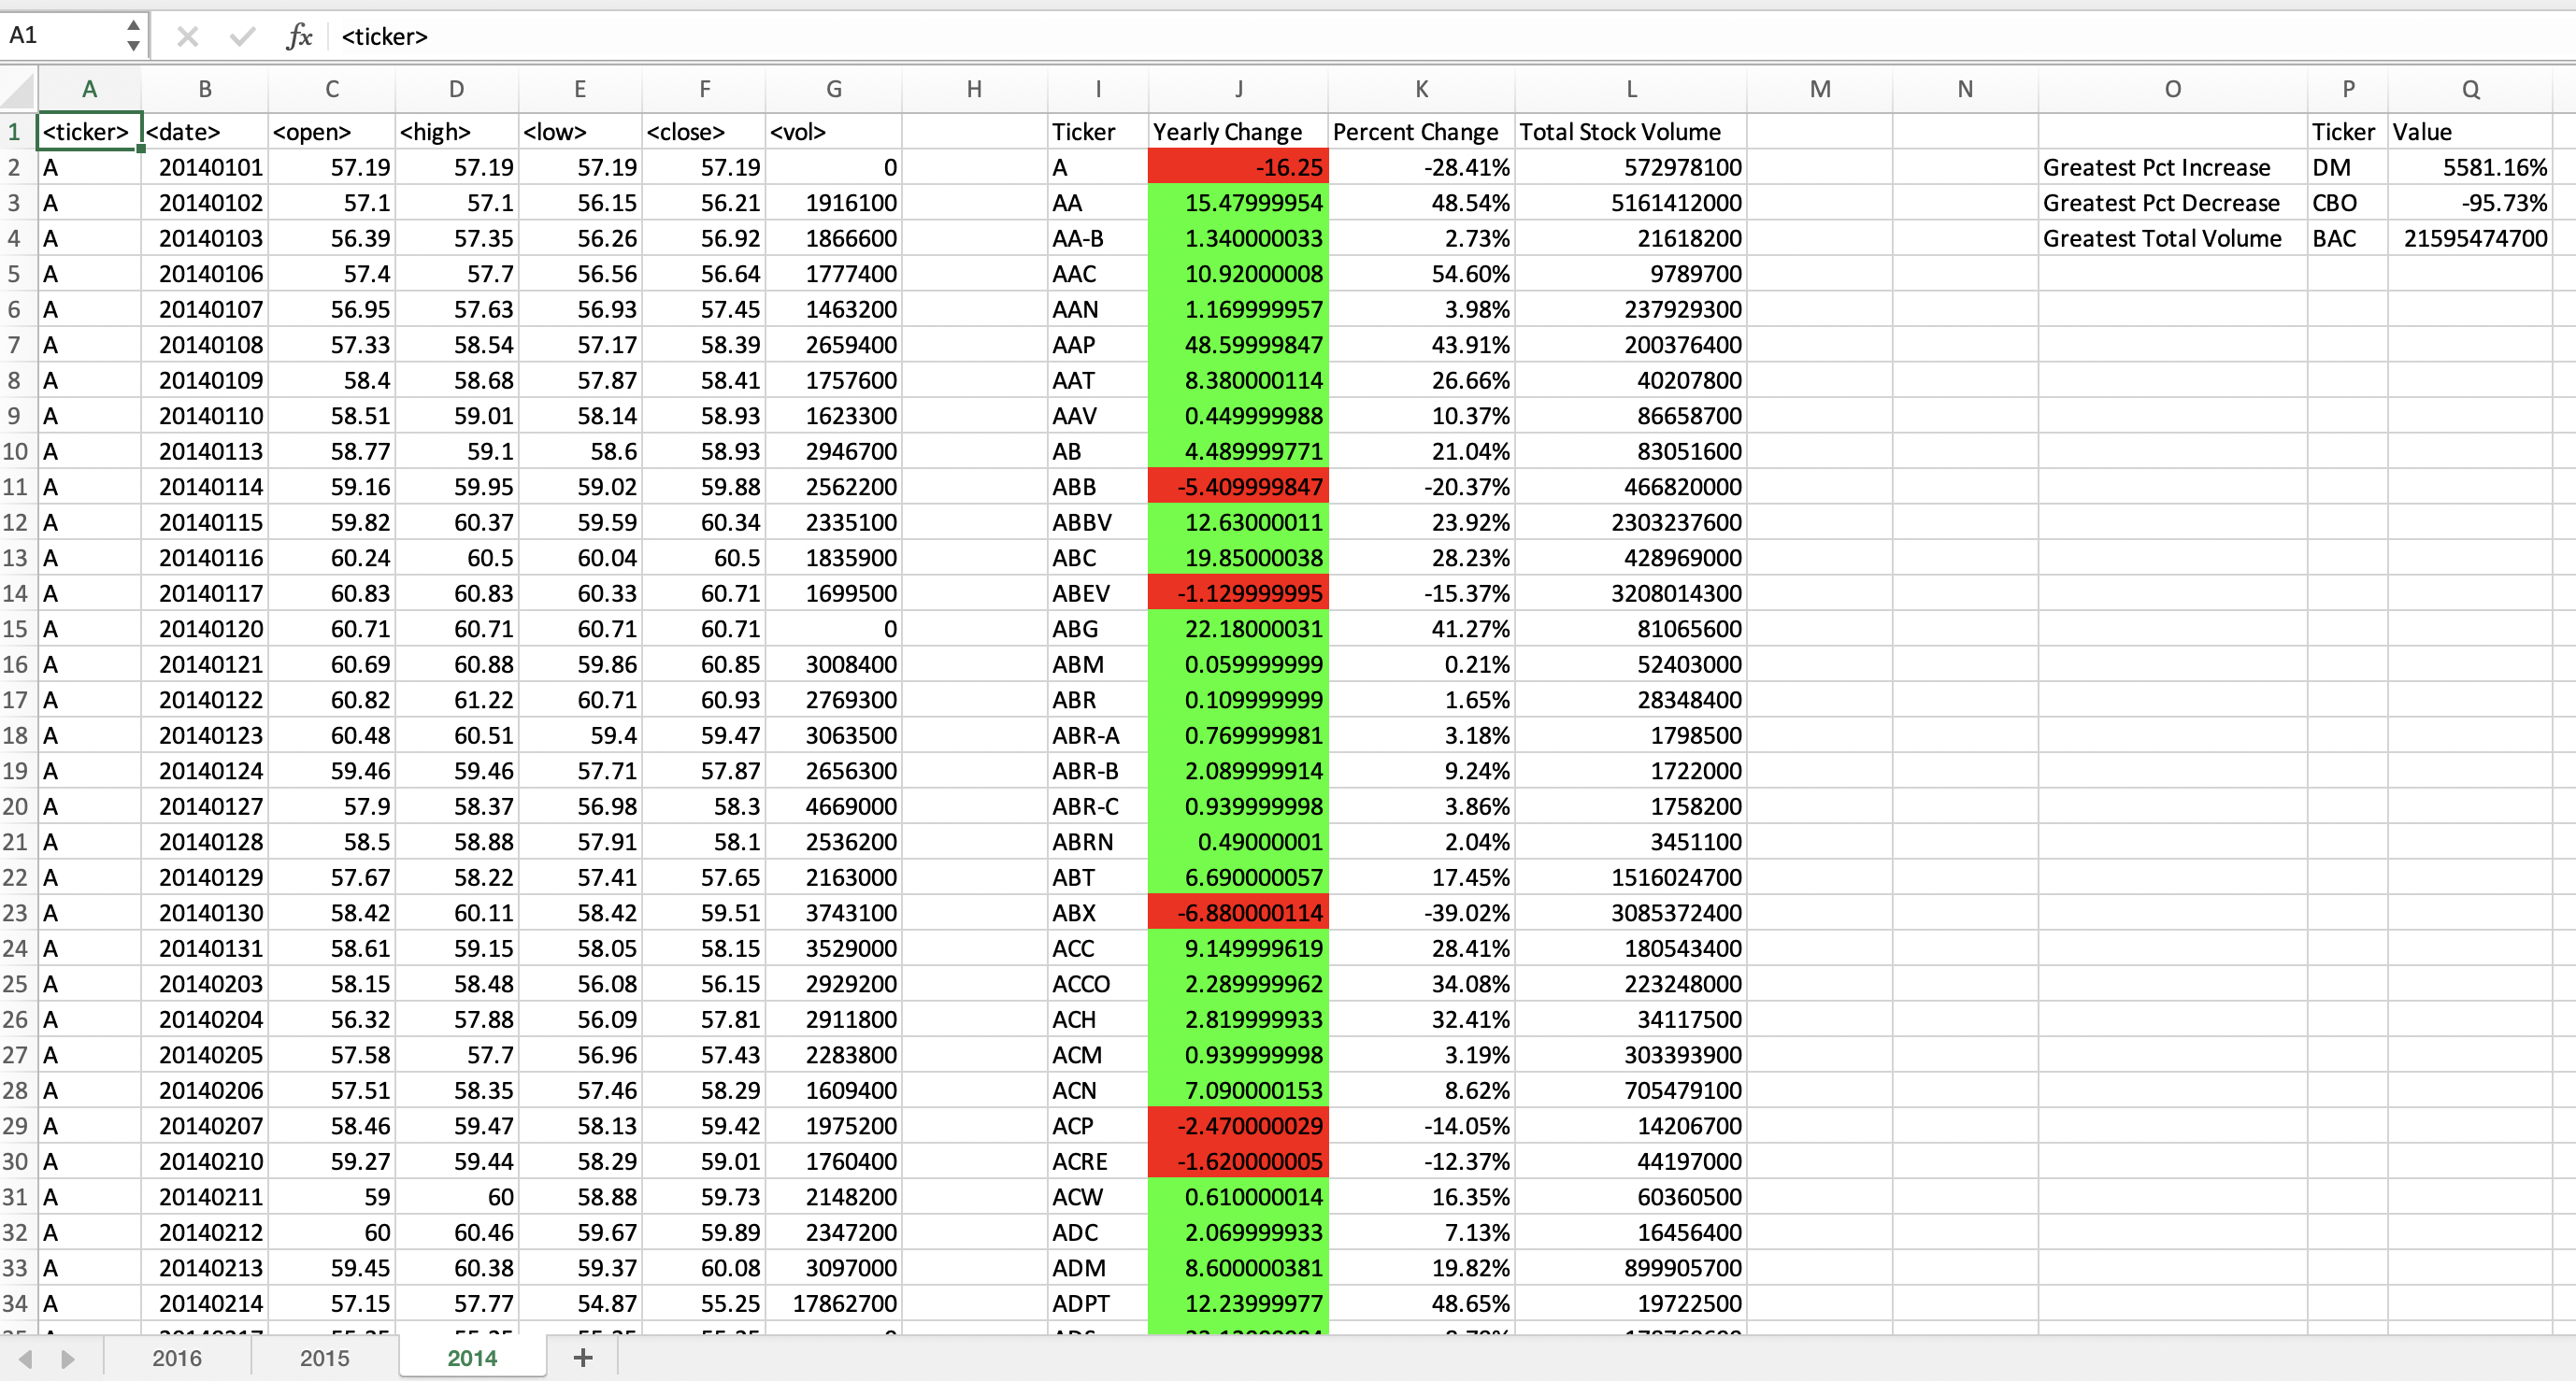 A1 fx <ticker>
A B C D E F G H I J K L M N O P Q
1 <ticker> <date> <open> <high> <low> <close> <vol> Ticker Yearly Change Percent Change Total Stock Volume Ticker Value
2 A 20140101 57.19 57.19 57.19 57.19 0 A -16.25 -28.41% 572978100 Greatest Pct Increase DM 5581.16%
3 A 20140102 57.1 57.1 56.15 56.21 1916100 AA 15.47999954 48.54% 5161412000 Greatest Pct Decrease CBO -95.73%
4 A 20140103 56.39 57.35 56.26 56.92 1866600 AA-B 1.340000033 2.73% 21618200 Greatest Total Volume BAC 21595474700
5 A 20140106 57.4 57.7 56.56 56.64 1777400 AAC 10.92000008 54.60% 9789700
6 A 20140107 56.95 57.63 56.93 57.45 1463200 AAN 1.169999957 3.98% 237929300
7 A 20140108 57.33 58.54 57.17 58.39 2659400 AAP 48.59999847 43.91% 200376400
8 A 20140109 58.4 58.68 57.87 58.41 1757600 AAT 8.380000114 26.66% 40207800
9 A 20140110 58.51 59.01 58.14 58.93 1623300 AAV 0.449999988 10.37% 86658700
10 A 20140113 58.77 59.1 58.6 58.93 2946700 AB 4.489999771 21.04% 83051600
11 A 20140114 59.16 59.95 59.02 59.88 2562200 ABB -5.409999847 -20.37% 466820000
12 A 20140115 59.82 60.37 59.59 60.34 2335100 ABBV 12.63000011 23.92% 2303237600
13 A 20140116 60.24 60.5 60.04 60.5 1835900 ABC 19.85000038 28.23% 428969000
14 A 20140117 60.83 60.83 60.33 60.71 1699500 ABEV -1.129999995 -15.37% 3208014300
15 A 20140120 60.71 60.71 60.71 60.71 0 ABG 22.18000031 41.27% 81065600
16 A 20140121 60.69 60.88 59.86 60.85 3008400 ABM 0.059999999 0.21% 52403000
17 A 20140122 60.82 61.22 60.71 60.93 2769300 ABR 0.109999999 1.65% 28348400
18 A 20140123 60.48 60.51 59.4 59.47 3063500 ABR-A 0.769999981 3.18% 1798500
19 A 20140124 59.46 59.46 57.71 57.87 2656300 ABR-B 2.089999914 9.24% 1722000
20 A 20140127 57.9 58.37 56.98 58.3 4669000 ABR-C 0.939999998 3.86% 1758200
21 A 20140128 58.5 58.88 57.91 58.1 2536200 ABRN 0.49000001 2.04% 3451100
22 A 20140129 57.67 58.22 57.41 57.65 2163000 ABT 6.690000057 17.45% 1516024700
23 A 20140130 58.42 60.11 58.42 59.51 3743100 ABX -6.880000114 -39.02% 3085372400
24 A 20140131 58.61 59.15 58.05 58.15 3529000 ACC 9.149999619 28.41% 180543400
25 A 20140203 58.15 58.48 56.08 56.15 2929200 ACCO 2.289999962 34.08% 223248000
26 A 20140204 56.32 57.88 56.09 57.81 2911800 ACH 2.819999933 32.41% 34117500
27 A 20140205 57.58 57.7 56.96 57.43 2283800 ACM 0.939999998 3.19% 303393900
28 A 20140206 57.51 58.35 57.46 58.29 1609400 ACN 7.090000153 8.62% 705479100
29 A 20140207 58.46 59.47 58.13 59.42 1975200 ACP -2.470000029 -14.05% 14206700
30 A 20140210 59.27 59.44 58.29 59.01 1760400 ACRE -1.620000005 -12.37% 44197000
31 A 20140211 59 60 58.88 59.73 2148200 ACW 0.610000014 16.35% 60360500
32 A 20140212 60 60.46 59.67 59.89 2347200 ADC 2.069999933 7.13% 16456400
33 A 20140213 59.45 60.38 59.37 60.08 3097000 ADM 8.600000381 19.82% 899905700
34 A 20140214 57.15 57.77 54.87 55.25 17862700 ADPT 12.23999977 48.65% 19722500
2016 2015 2014 +